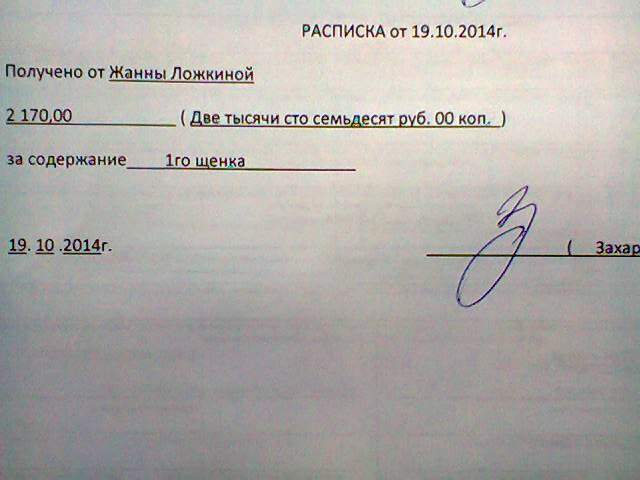 РАСПИСКА от 19.10.2014г.
Получено от Жанны Ложкиной
2 170,00 ( Две тысячи сто семьдесят руб. 00 коп. )
за содержание 1го щенка
19. 10 .2014г. ( Захар